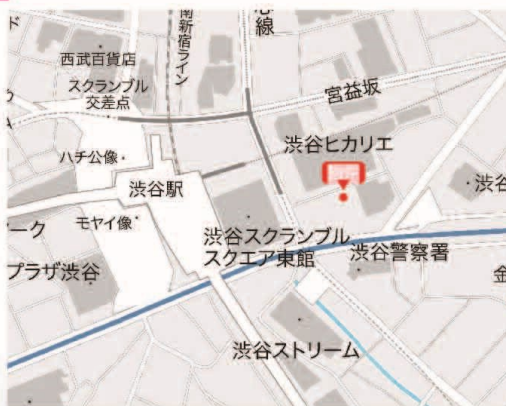 西武百貨店
スクランブル
交差点
南新宿ライン
線
宮益坂
ハチ公像
渋谷ヒカリエ
渋谷駅
渋谷
モヤイ像
ーク
渋谷スクランブル
スクエア東館
渋谷警察署
プラザ渋谷
金
渋谷ストリーム